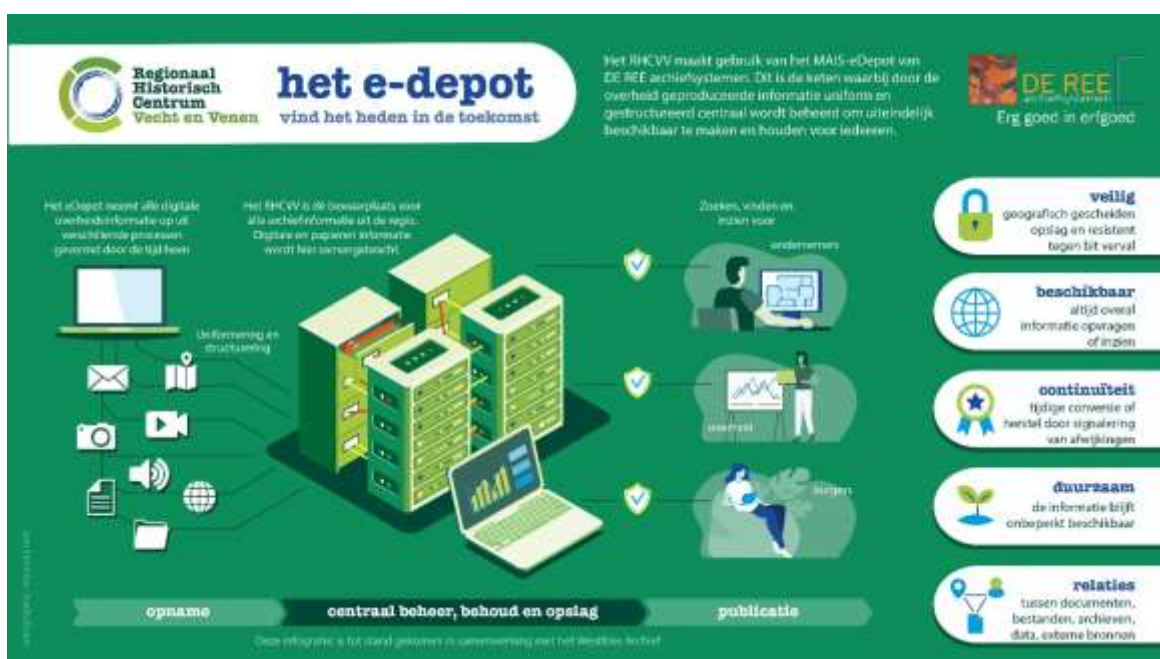 Regionaal
Historisch
Centrum
Vecht en Venen
het e-depot
vind het heden in de toekomst
Het RHCVV maakt gebruik van het MAIS-eDepot van
DE REE archiefsystemen. Dit is de keten waarbij door de
overheid geproduceerde informatie uniform en
gestructureerd centraal wordt beheerd om uiteindelijk
beschikbaar te maken en houden voor iedereen.
DE REE
archiefsystemen
Erg goed in erfgoed
Het eDepot neemt alle digitale
overheidsinformatie op uit
verschillende processen
gevormd door de tijd heen
Het RHCVV is dé bewaarplaats voor
alle archiefinformatie uit de regio.
Digitale en papieren informatie
wordt hier samengebracht.
Uniformering en
structurering
Zoeken, vinden en
inzien voor
ondernemers
overheid
burgers
veilig
geografisch gescheiden
opslag en resistent
tegen bit verval
beschikbaar
altijd overal
informatie opvragen
of inzien
continuïteit
tijdige conversie of
herstel door signalering
van afwijkingen
duurzaam
de informatie blijft
onbeperkt beschikbaar
relaties
tussen documenten,
bestanden, archieven,
data, externe bronnen
opname
centraal beheer, behoud en opslag
publicatie
Deze infographic is tot stand gekomen in samenwerking met het Westfries Archief